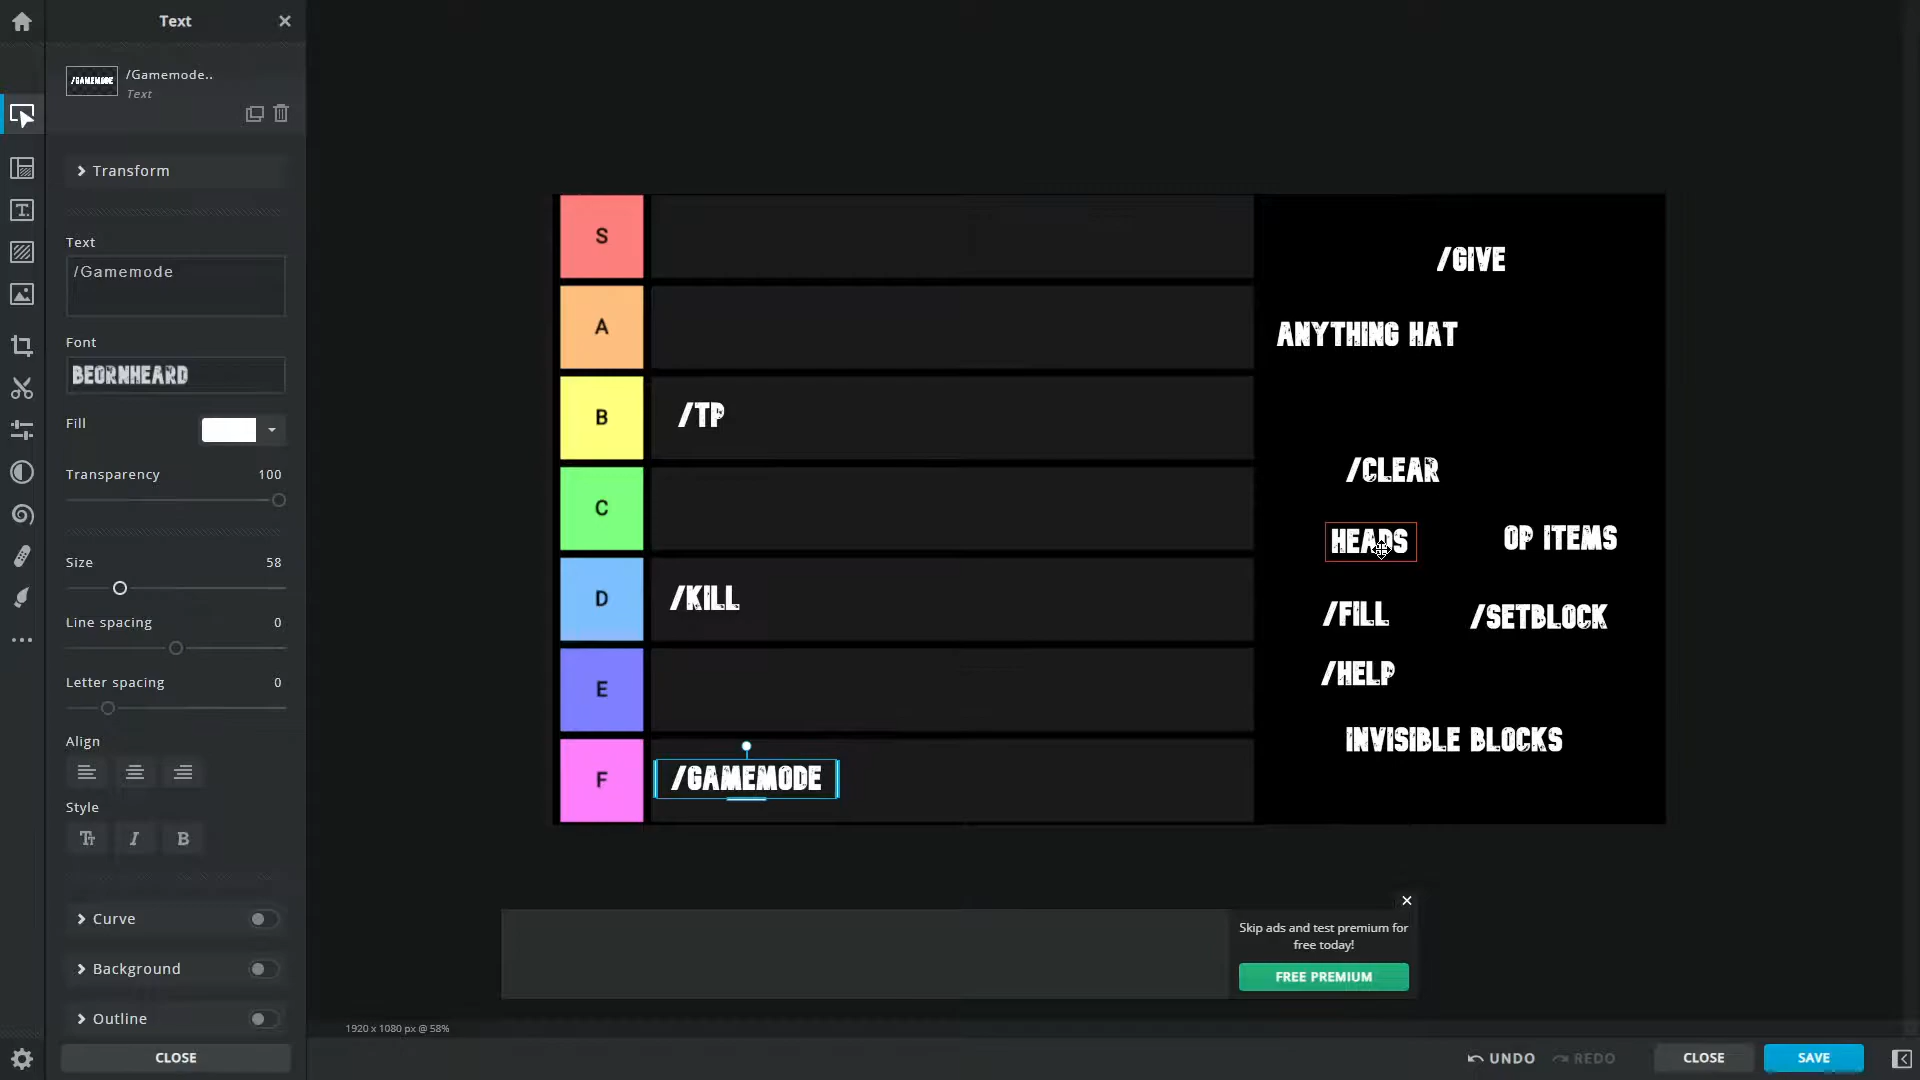 Text
/GAMEMODE
/Gamemode..
Text
Transform
Text
/Gamemode
Font
BEORNHEARD
Fill
Transparency 100
Size 58
Line spacing 0
Letter spacing 0
Align
Style
Curve
Background
Outline
CLOSE
S
A
B
/TP
C
D
/KILL
E
F
/GAMEMODE
/GIVE
ANYTHING HAT
/CLEAR
HEADS
OP ITEMS
/FILL
/SETBLOCK
/HELP
INVISIBLE BLOCKS
Skip ads and test premium for
free today!
FREE PREMIUM
1920 x 1080 px @ 58%
UNDO
REDO
CLOSE
SAVE